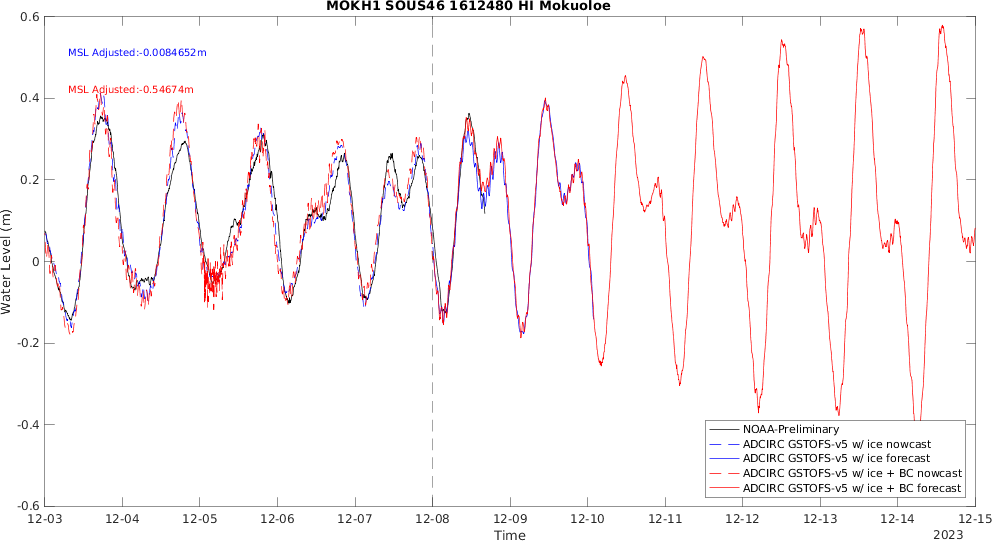 MOKH1 SOUS46 1612480 HI Mokuoloe
0.6
0.4
0.2
0
-0.2
-0.4
-0.6
Water Level (m)
MSL Adjusted:-0.0084652m
MSL Adjusted:-0.54674m
NOAA-Preliminary
ADCIRC GSTOFS-v5 w/ ice nowcast
ADCIRC GSTOFS-v5 w/ ice forecast
ADCIRC GSTOFS-v5 w/ ice + BC nowcast
ADCIRC GSTOFS-v5 w/ ice + BC forecast
12-03 12-04 12-05 12-06 12-07 12-08 12-09 12-10 12-11 12-12 12-13 12-14 12-15
Time
2023